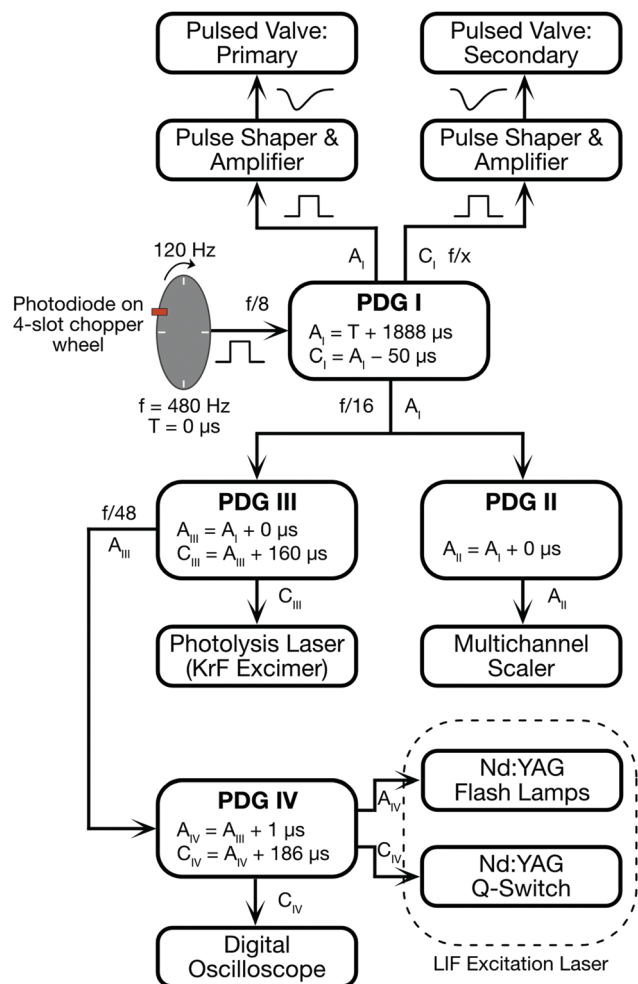 Pulsed Valve:
Primary
Pulsed Valve:
Secondary
Pulse Shaper &
Amplifier
Pulse Shaper &
Amplifier
120 Hz
A_I
C_I f/x
Photodiode on
4-slot chopper
wheel
f/8
PDG I
A_I = T + 1888 µs
C_I = A_I − 50 µs
f = 480 Hz
T = 0 µs
f/16 A_I
f/48
A_III
PDG III
A_III = A_I + 0 µs
C_III = A_III + 160 µs
PDG II
A_II = A_I + 0 µs
C_III
A_II
Photolysis Laser
(KrF Excimer)
Multichannel
Scaler
PDG IV
A_IV = A_III + 1 µs
C_IV = A_IV + 186 µs
A_IV
C_IV
Nd:YAG
Flash Lamps
Nd:YAG
Q-Switch
C_IV
Digital
Oscilloscope
LIF Excitation Laser